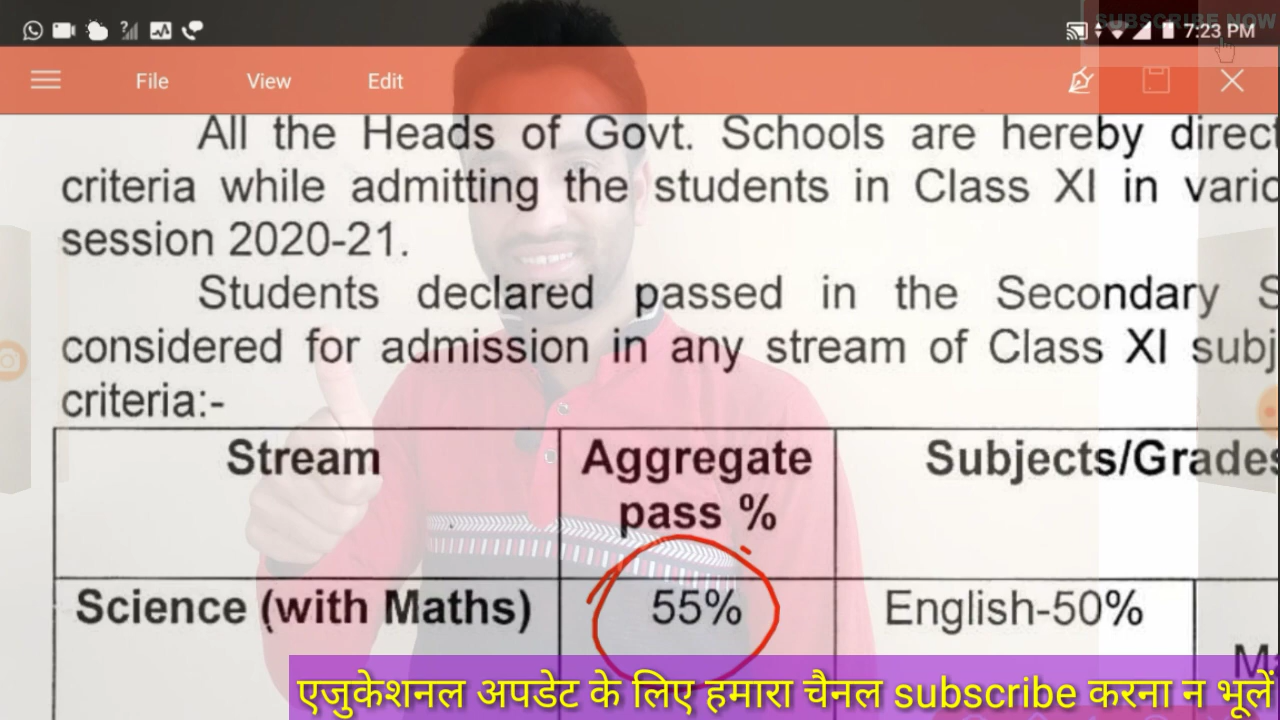 SUBSCRIBE NOW
7:23 PM
File View Edit
All the Heads of Govt. Schools are hereby direct
criteria while admitting the students in Class XI in vario
session 2020-21.
Students declared passed in the Secondary S
considered for admission in any stream of Class XI subj
criteria:-
Stream Aggregate Subjects/Grades
pass %
Science (with Maths) 55% English-50%
Ma
एजुकेशनल अपडेट के लिए हमारा चैनल subscribe करना न भूलें